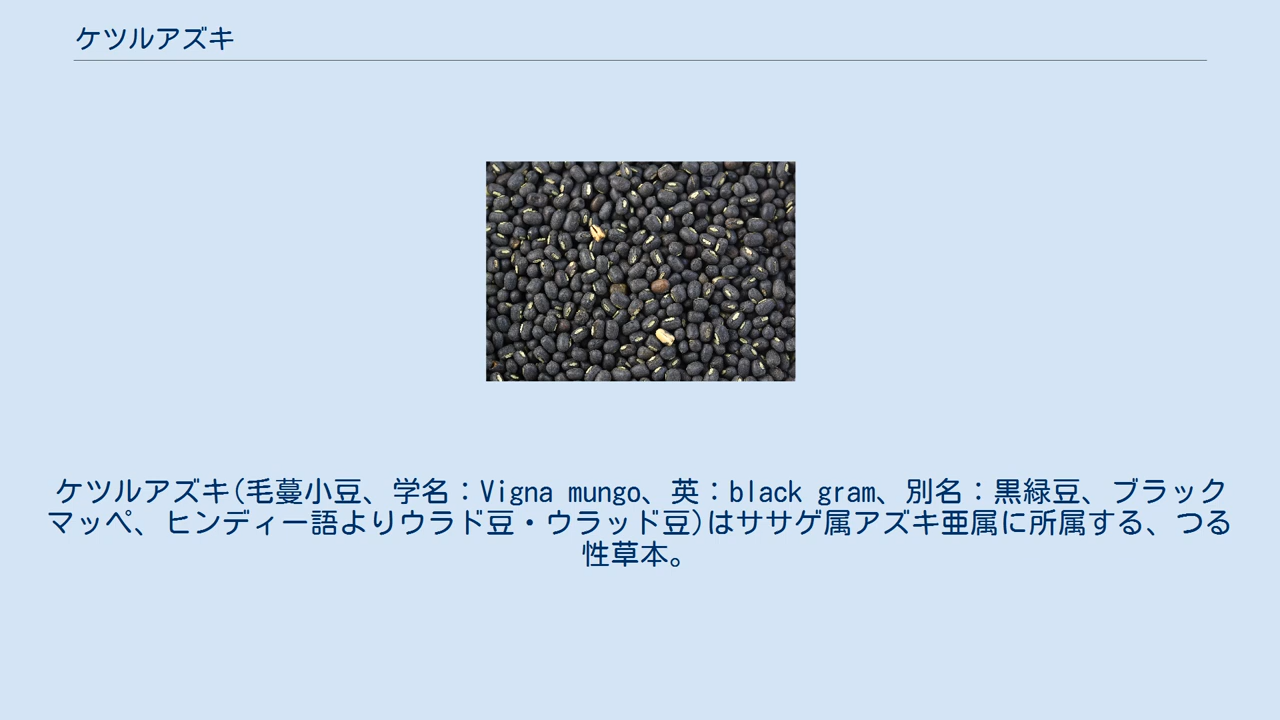 ケツルアズキ
ケツルアズキ(毛蔓小豆、学名：Vigna mungo、英：black gram、別名：黒緑豆、ブラック
マッペ、ヒンディー語よりウラド豆・ウラッド豆)はササゲ属アズキ亜属に所属する、つる
性草本。